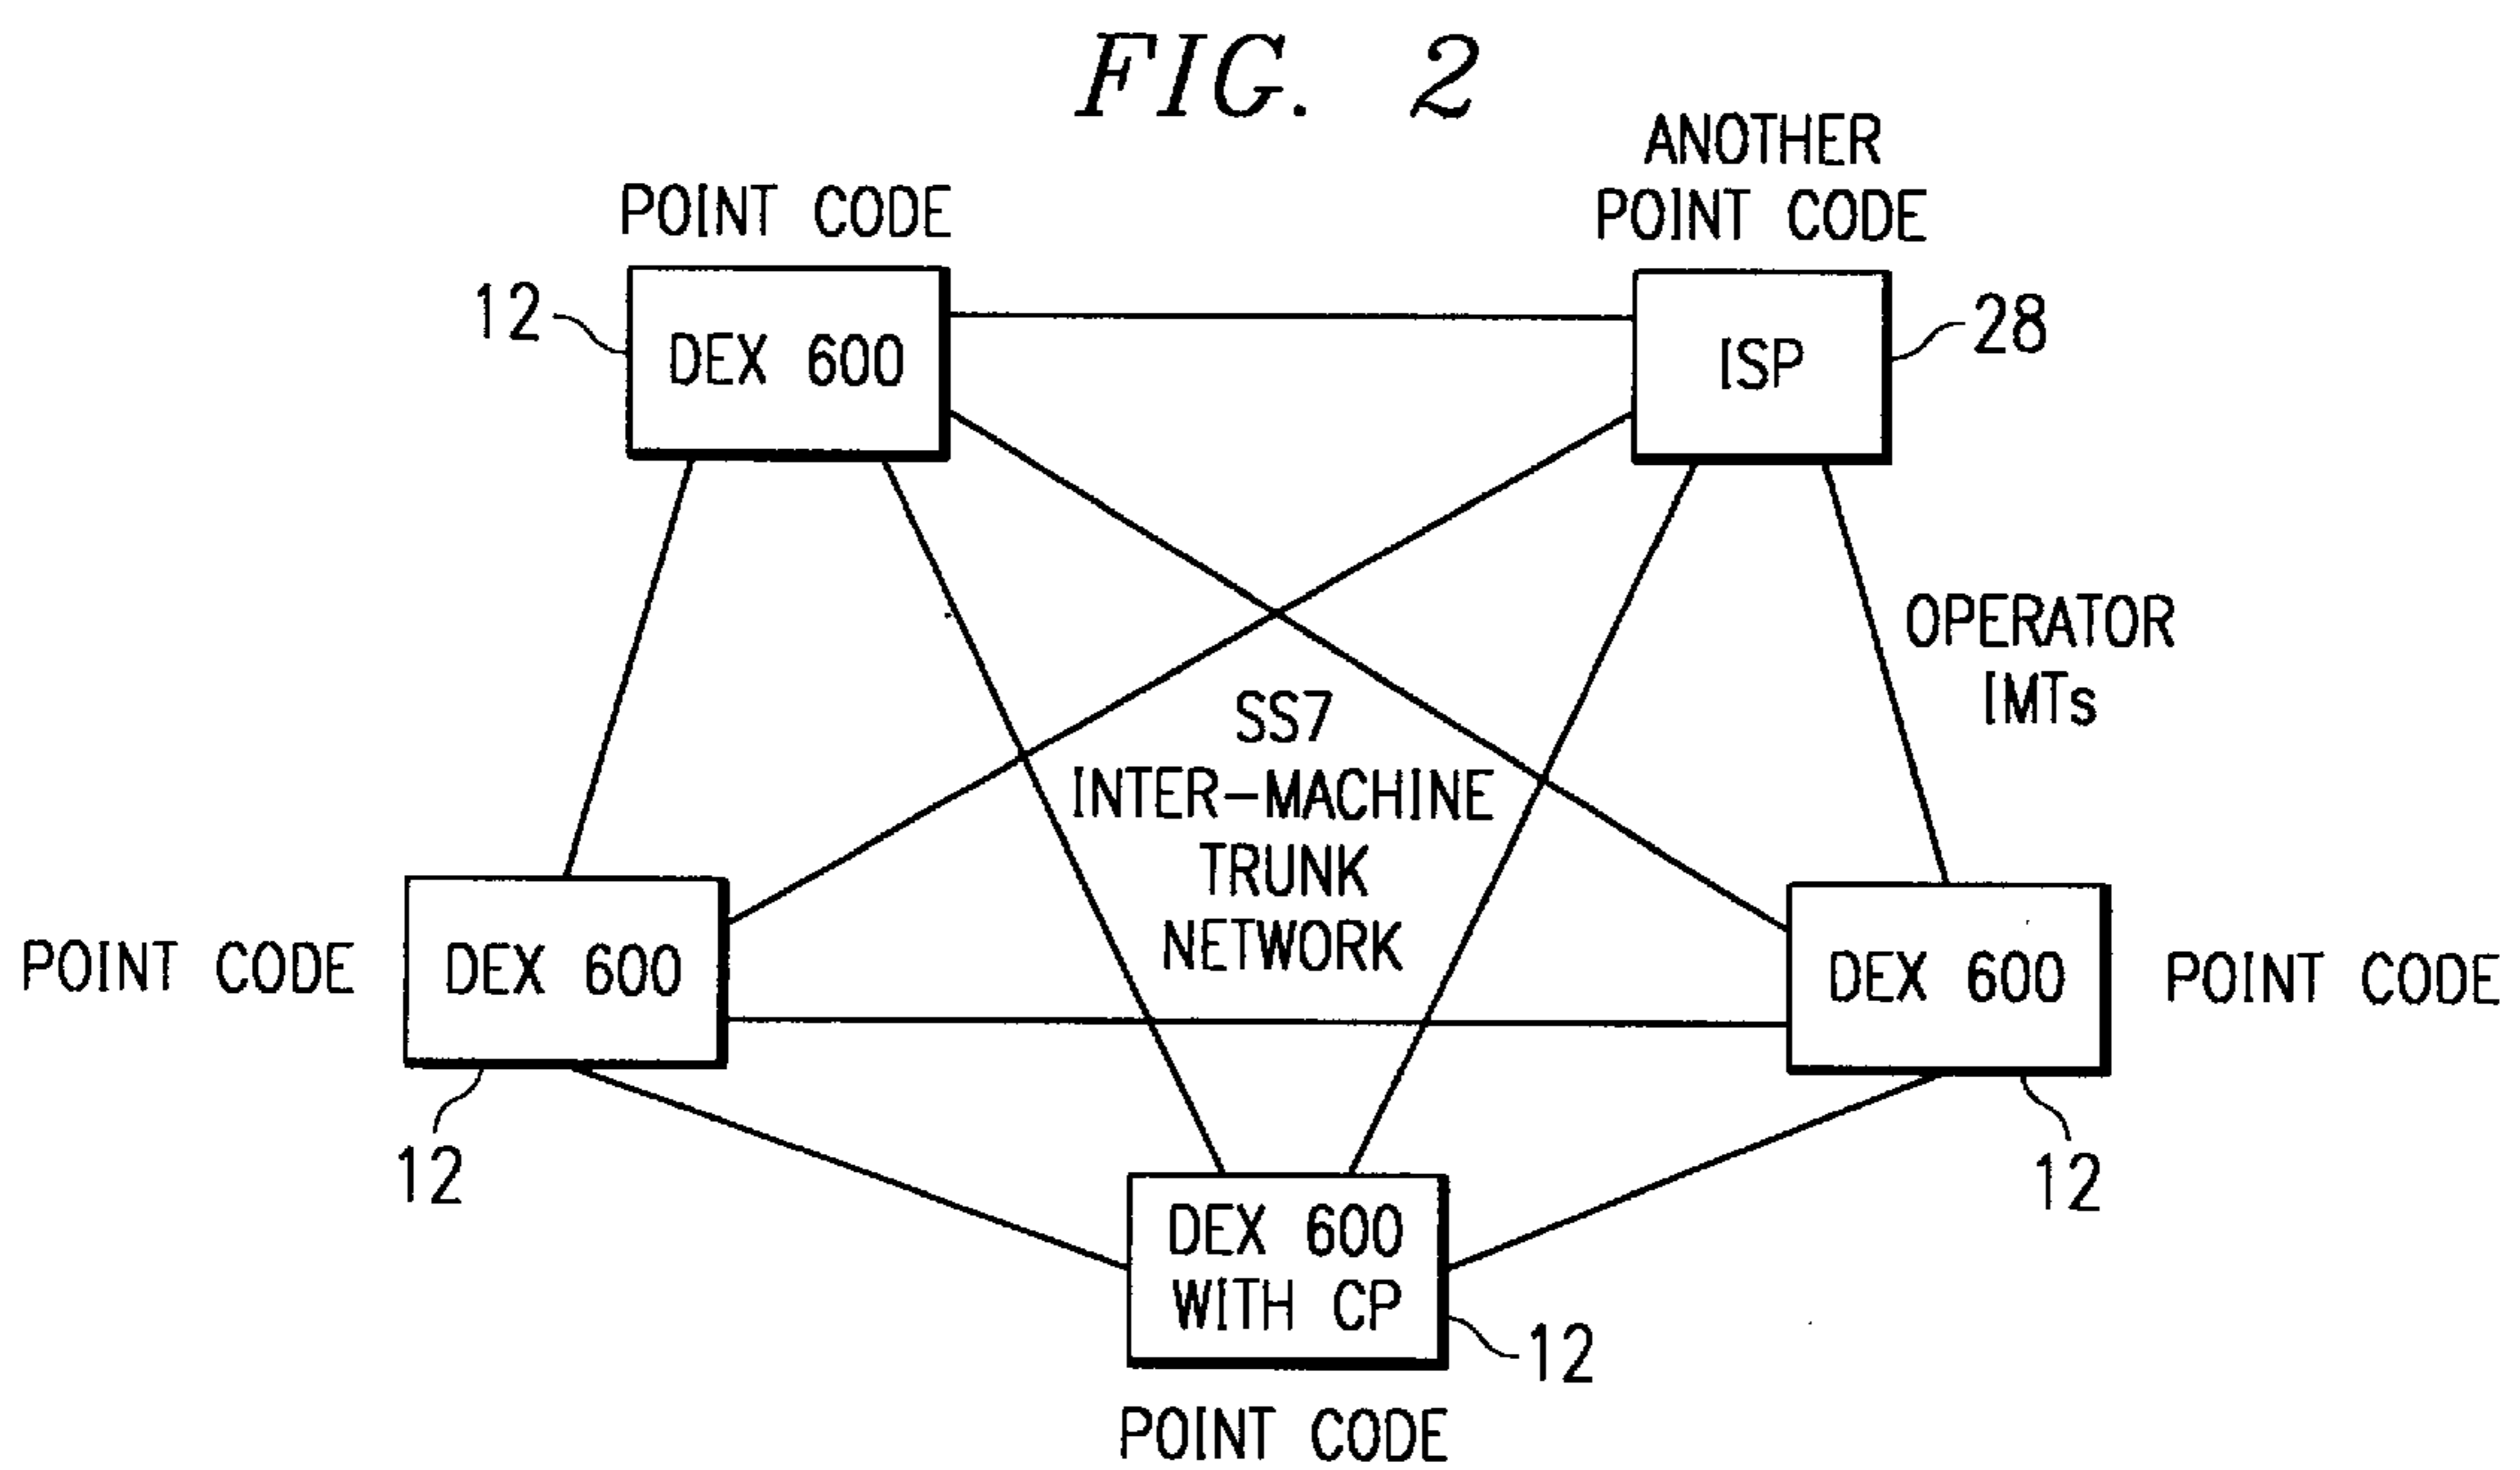 FIG. 2
ANOTHER
POINT CODE
POINT CODE
12
DEX 600
ISP
28
OPERATOR
IMTs
SS7
INTER-MACHINE
TRUNK
NETWORK
POINT CODE
DEX 600
DEX 600
POINT CODE
12
12
DEX 600
WITH CP
12
POINT CODE